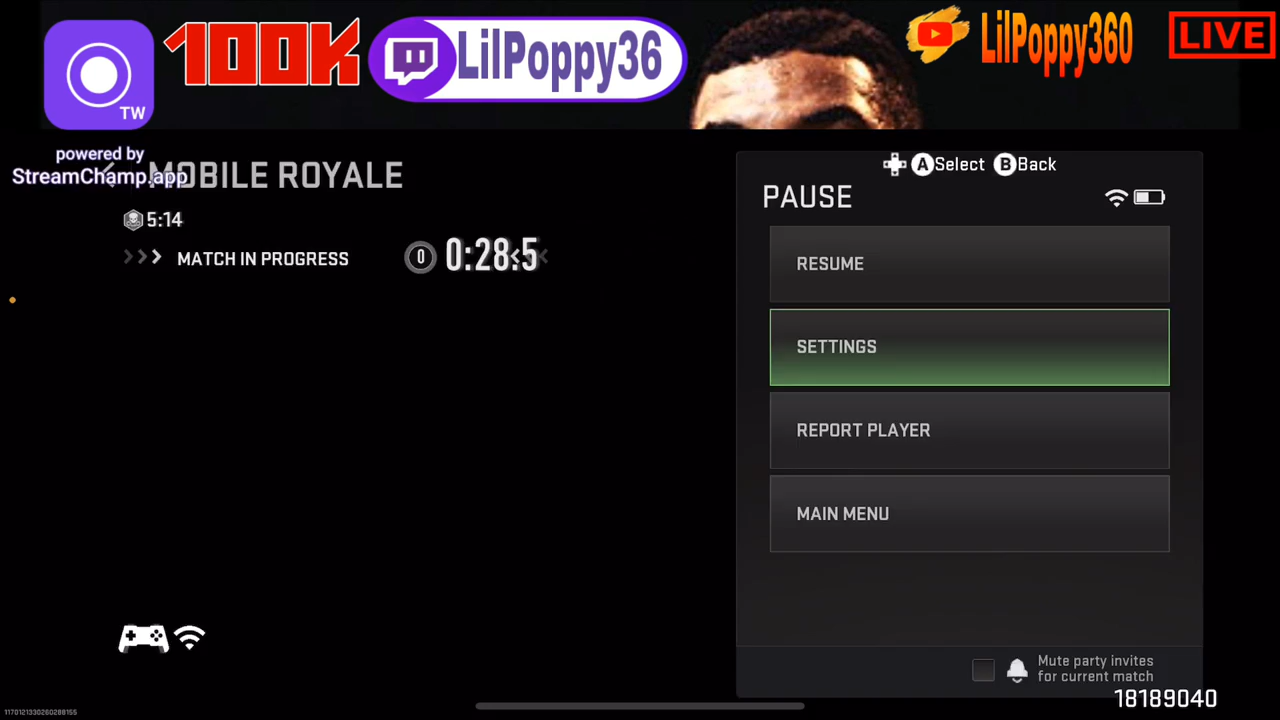 100K
LilPoppy36
LilPoppy360
LIVE
TW
powered by
StreamChamp.app
MOBILE ROYALE
5:14
MATCH IN PROGRESS
0
0:28.5
A Select B Back
PAUSE
RESUME
SETTINGS
REPORT PLAYER
MAIN MENU
Mute party invites
for current match
18189040